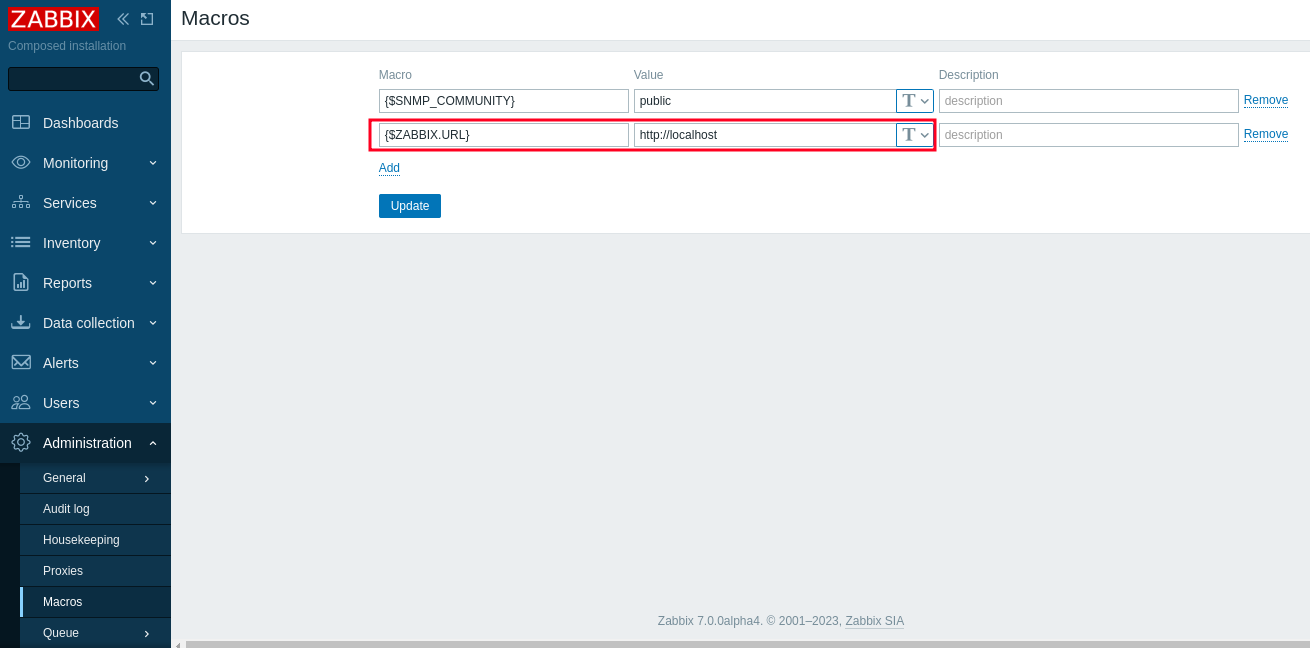 ZABBIX
Composed installation
Dashboards
Monitoring
Services
Inventory
Reports
Data collection
Alerts
Users
Administration
General
Audit log
Housekeeping
Proxies
Macros
Queue
Macros
Macro Value Description
{$SNMP_COMMUNITY} public T description Remove
{$ZABBIX.URL} http://localhost T description Remove
Add
Update
Zabbix 7.0.0alpha4. © 2001–2023, Zabbix SIA